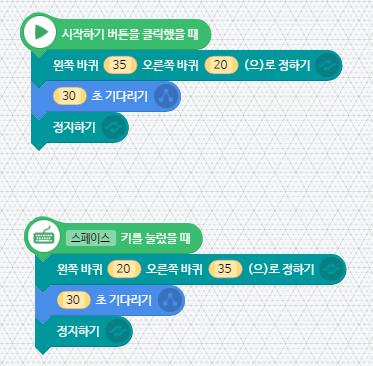 시작하기 버튼을 클릭했을 때
왼쪽 바퀴 35 오른쪽 바퀴 20 (으)로 정하기
30 초 기다리기
정지하기
스페이스 키를 눌렀을 때
왼쪽 바퀴 20 오른쪽 바퀴 35 (으)로 정하기
30 초 기다리기
정지하기